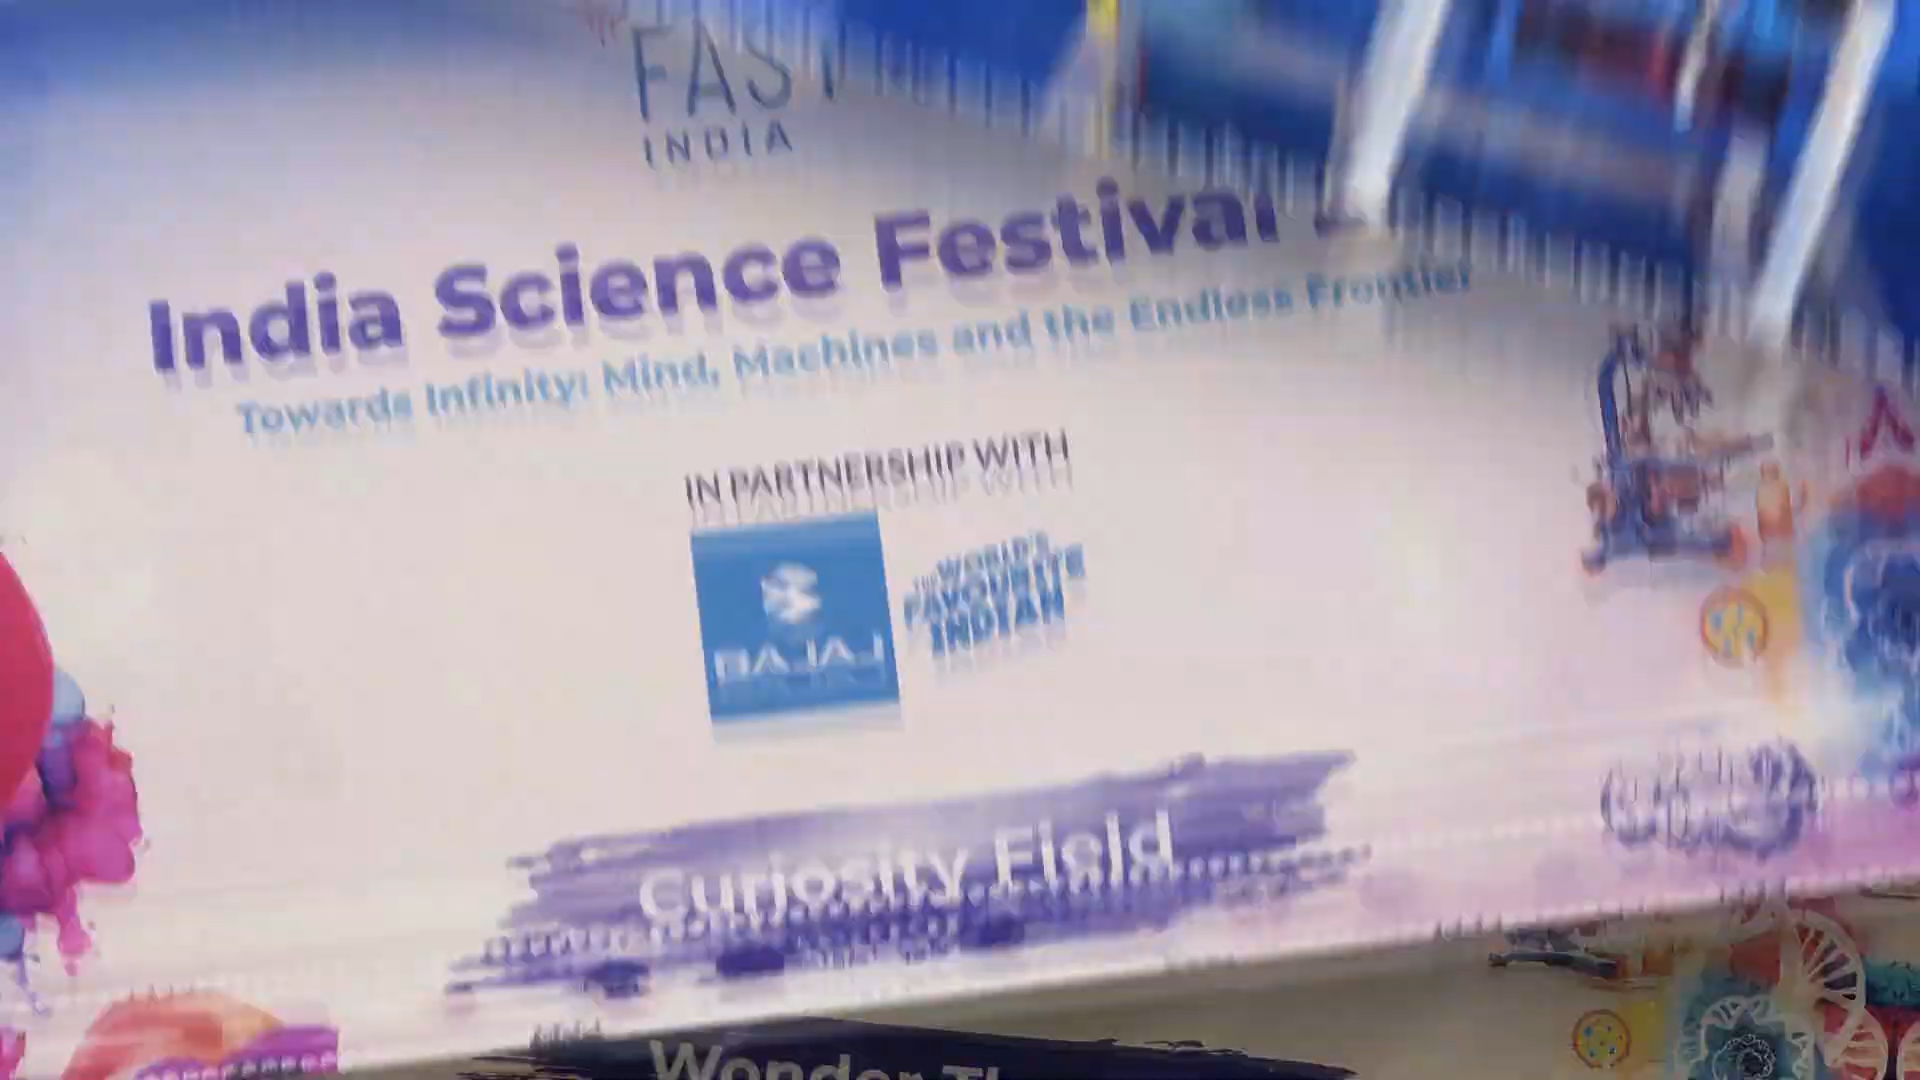 FAST
INDIA
India Science Festival
Towards Infinity: Mind, Machines and the Endless Frontier
IN PARTNERSHIP WITH
BAJAJ
THE WORLD'S
FAVOURITE
INDIAN
Curiosity Field
Wonder